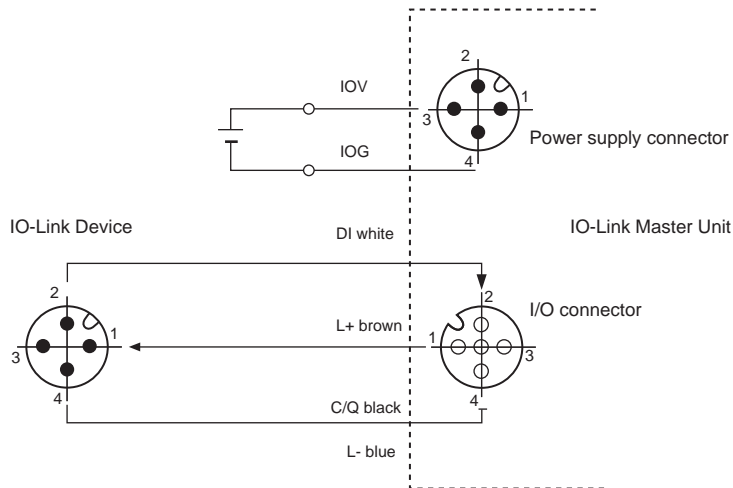 2
IOV
1
3
Power supply connector
IOG
4
IO-Link Device
DI white
IO-Link Master Unit
2
2
I/O connector
L+ brown
1
1
3
3
4
4
C/Q black
L- blue